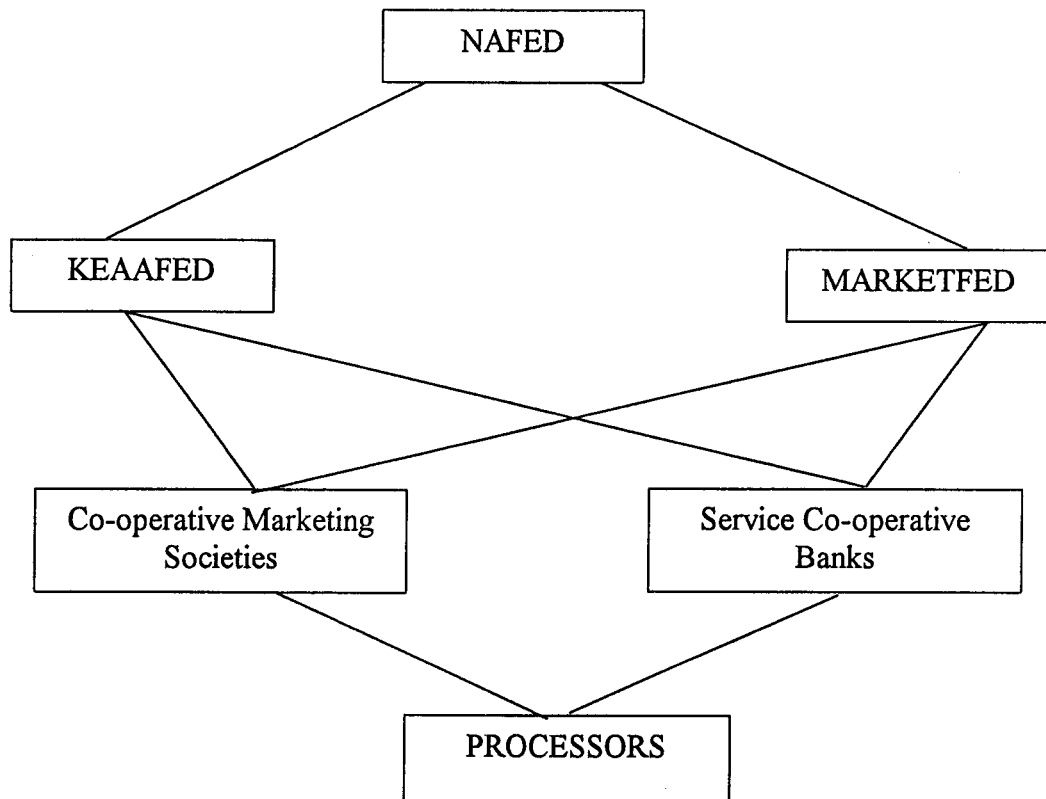 NAFED
KEAAFED
MARKETFED
Co-operative Marketing
Societies
Service Co-operative
Banks
PROCESSORS